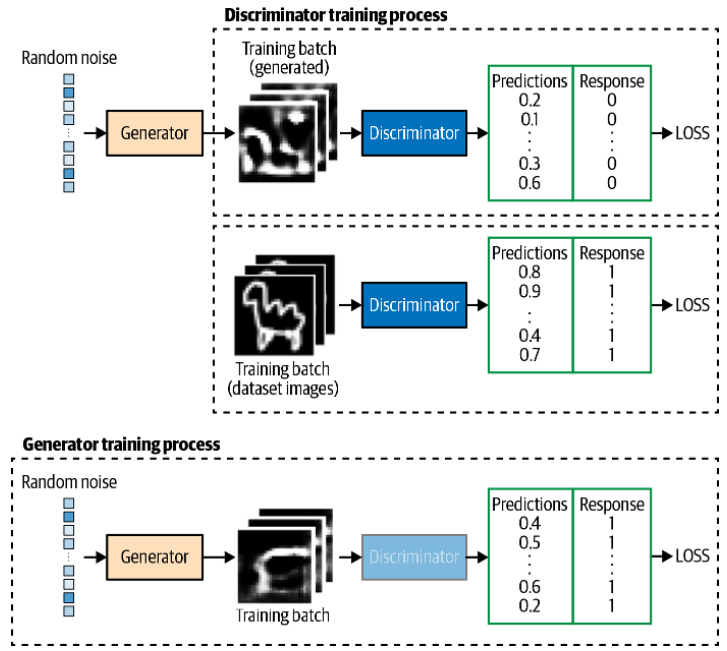 Discriminator training process
Random noise
Training batch
(generated)
Generator
Discriminator
Predictions Response
0.2 0
0.1 0
0.3 0
0.6 0
LOSS
Predictions Response
0.8 1
0.9 1
0.4 1
0.7 1
Discriminator
LOSS
Training batch
(dataset images)
Generator training process
Random noise
Generator
Training batch
Discriminator
Predictions Response
0.4 1
0.5 1
0.6 1
0.2 1
LOSS